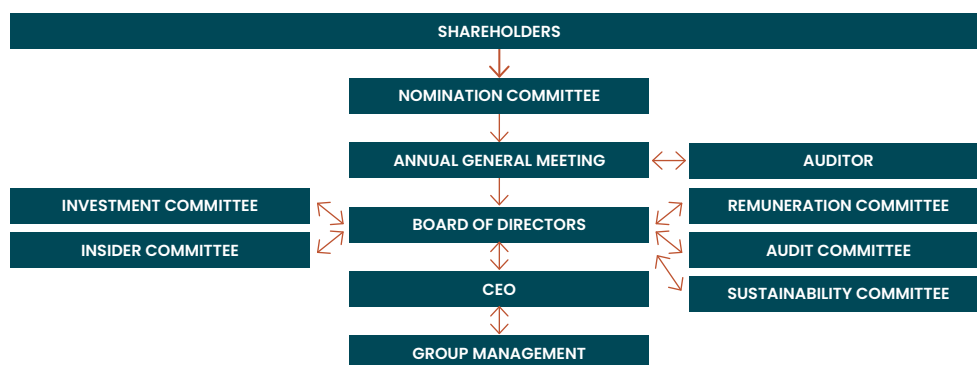 SHAREHOLDERS
NOMINATION COMMITTEE
ANNUAL GENERAL MEETING
AUDITOR
INVESTMENT COMMITTEE
BOARD OF DIRECTORS
REMUNERATION COMMITTEE
INSIDER COMMITTEE
AUDIT COMMITTEE
CEO
SUSTAINABILITY COMMITTEE
GROUP MANAGEMENT